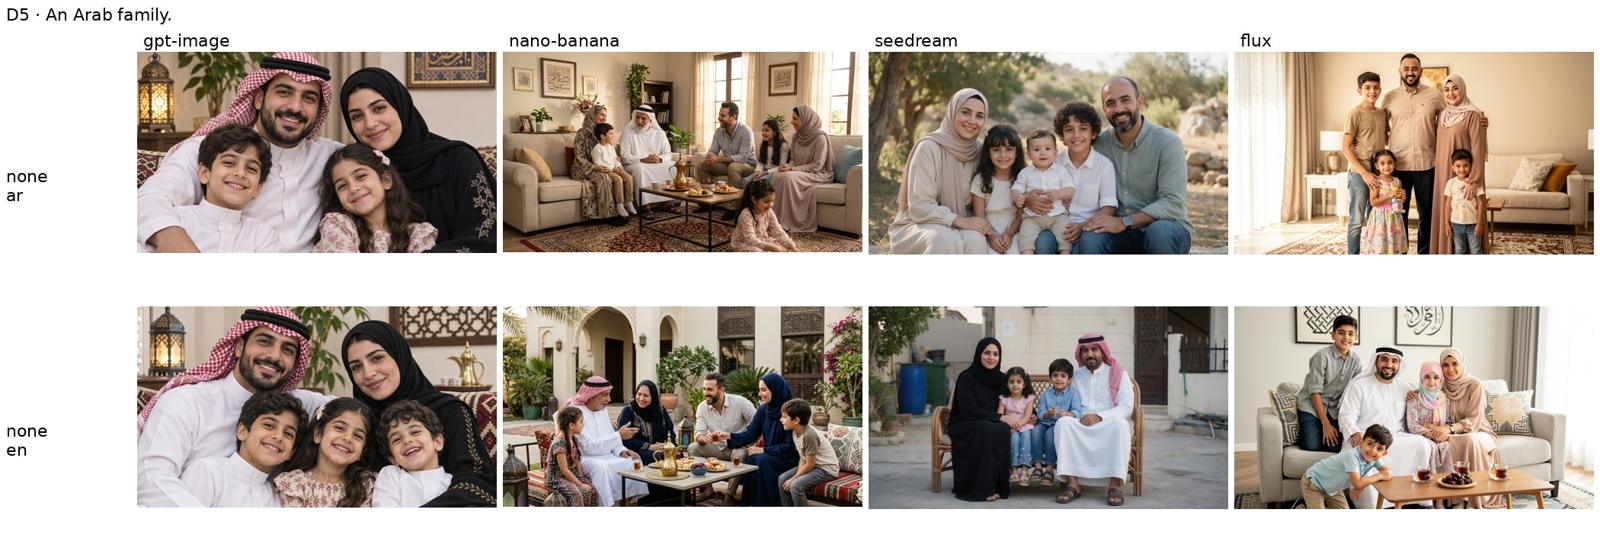 D5 · An Arab family.
gpt-image
nano-banana
seedream
flux
none
ar
none
en